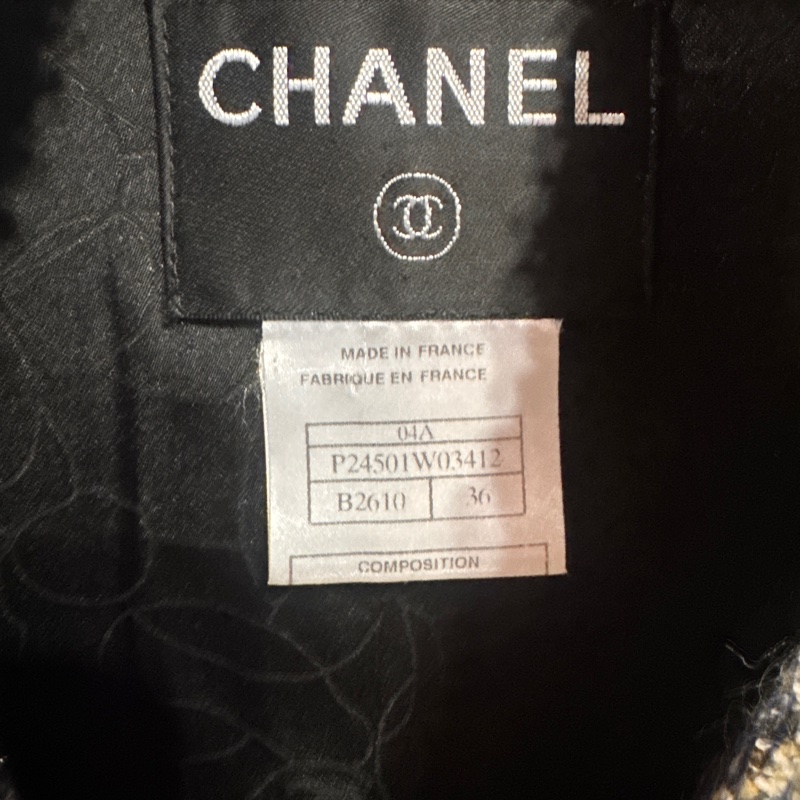 CHANEL
MADE IN FRANCE
FABRIQUE EN FRANCE
04A
P24501W03412
B2610 36
COMPOSITION